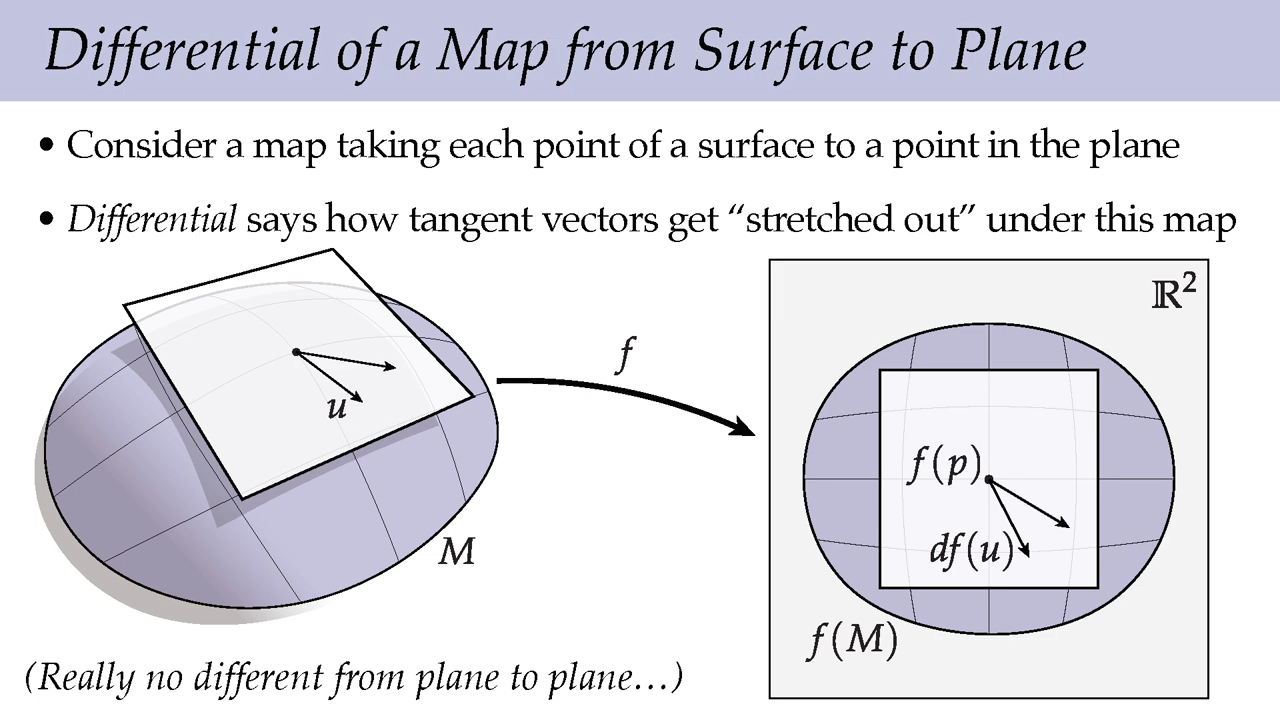 Differential of a Map from Surface to Plane
• Consider a map taking each point of a surface to a point in the plane
• Differential says how tangent vectors get “stretched out” under this map
u
M
f
ℝ²
f(p)
df(u)
f(M)
(Really no different from plane to plane…)